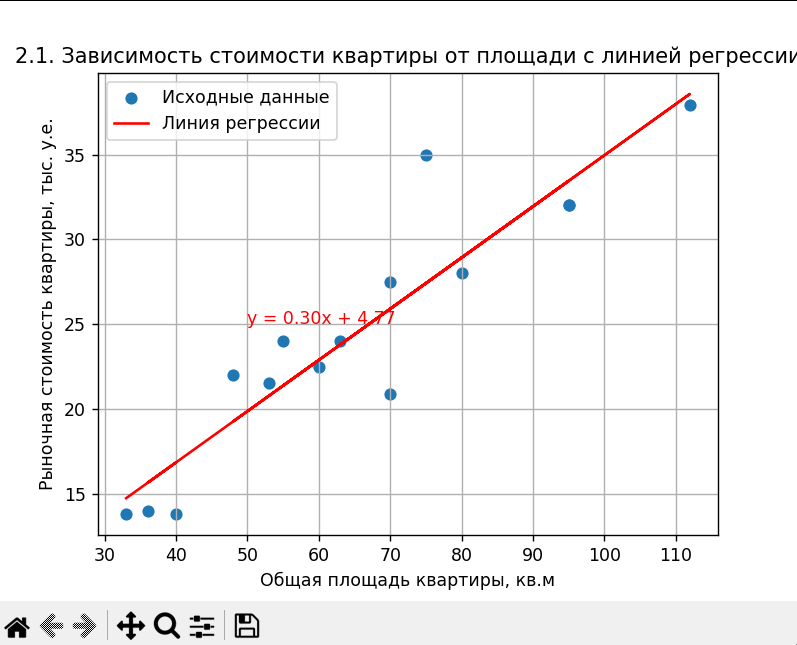 2.1. Зависимость стоимости квартиры от площади с линией регрессии
Исходные данные
Линия регрессии
Рыночная стоимость квартиры, тыс. у.е.
35
30
25
20
15
y = 0.30x + 4.77
30 40 50 60 70 80 90 100 110
Общая площадь квартиры, кв.м